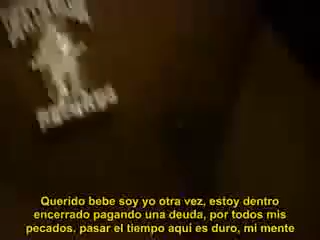 Querido bebe soy yo otra vez, estoy dentro
encerrado pagando una deuda, por todos mis
pecados. pasar el tiempo aqui es duro, mi mente